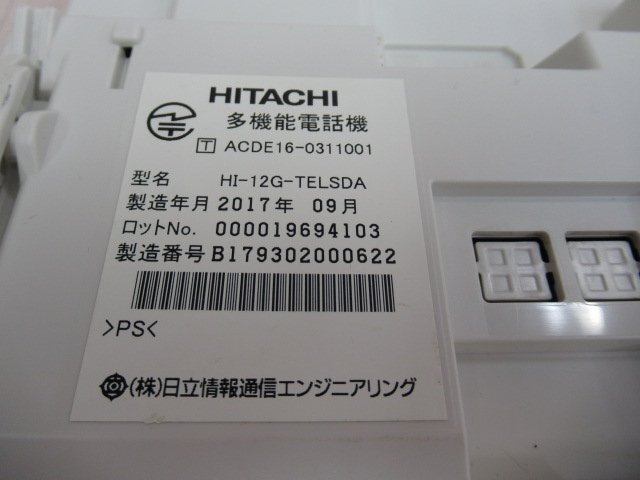 HITACHI
多機能電話機
T ACDE16-0311001
型名 HI-12G-TELSDA
製造年月 2017年 09月
ロットNo. 000019694103
製造番号 B179302000622
>PS<
(株)日立情報通信エンジニアリング